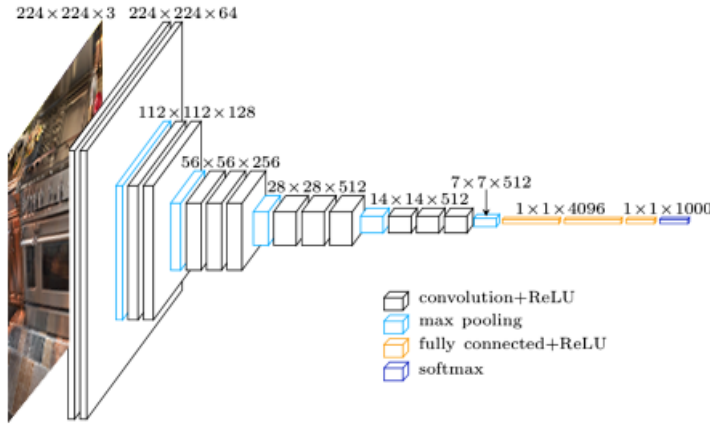 224×224×3
224×224×64
112×112×128
56×56×256
28×28×512
14×14×512
7×7×512
1×1×4096
1×1×1000
convolution+ReLU
max pooling
fully connected+ReLU
softmax